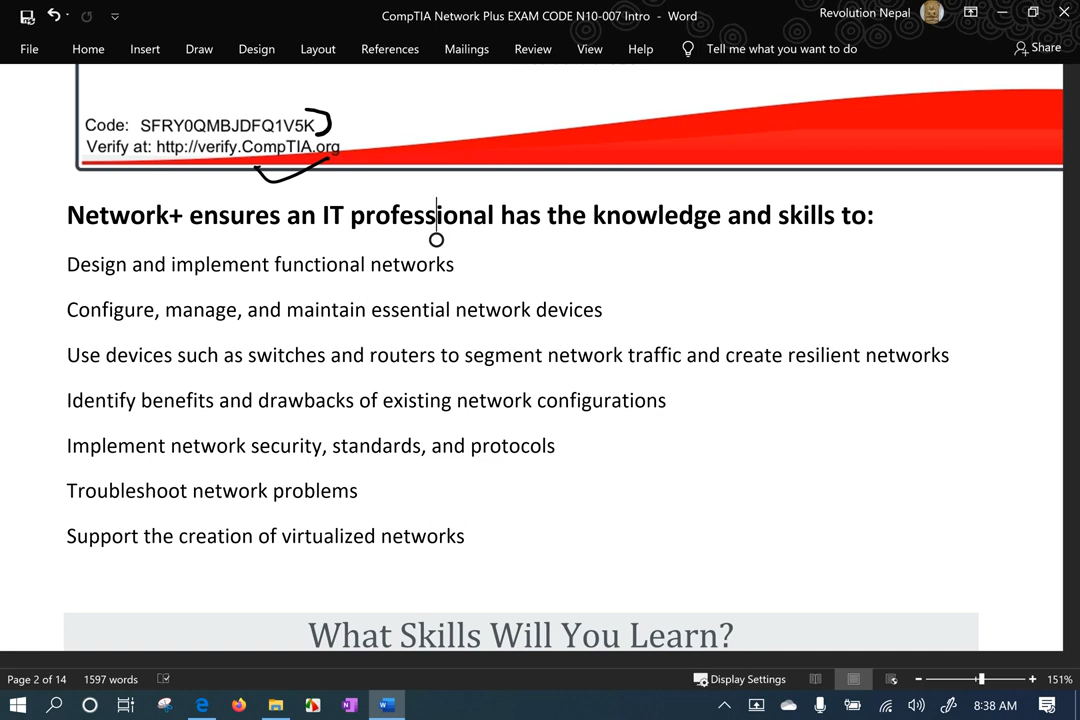 CompTIA Network Plus EXAM CODE N10-007 Intro - Word
Revolution Nepal
File Home Insert Draw Design Layout References Mailings Review View Help Tell me what you want to do Share
Code: SFRY0QMBJDFQ1V5K
Verify at: http://verify.CompTIA.org
Network+ ensures an IT professional has the knowledge and skills to:
Design and implement functional networks
Configure, manage, and maintain essential network devices
Use devices such as switches and routers to segment network traffic and create resilient networks
Identify benefits and drawbacks of existing network configurations
Implement network security, standards, and protocols
Troubleshoot network problems
Support the creation of virtualized networks
What Skills Will You Learn?
Page 2 of 14 1597 words Display Settings 151%
8:38 AM